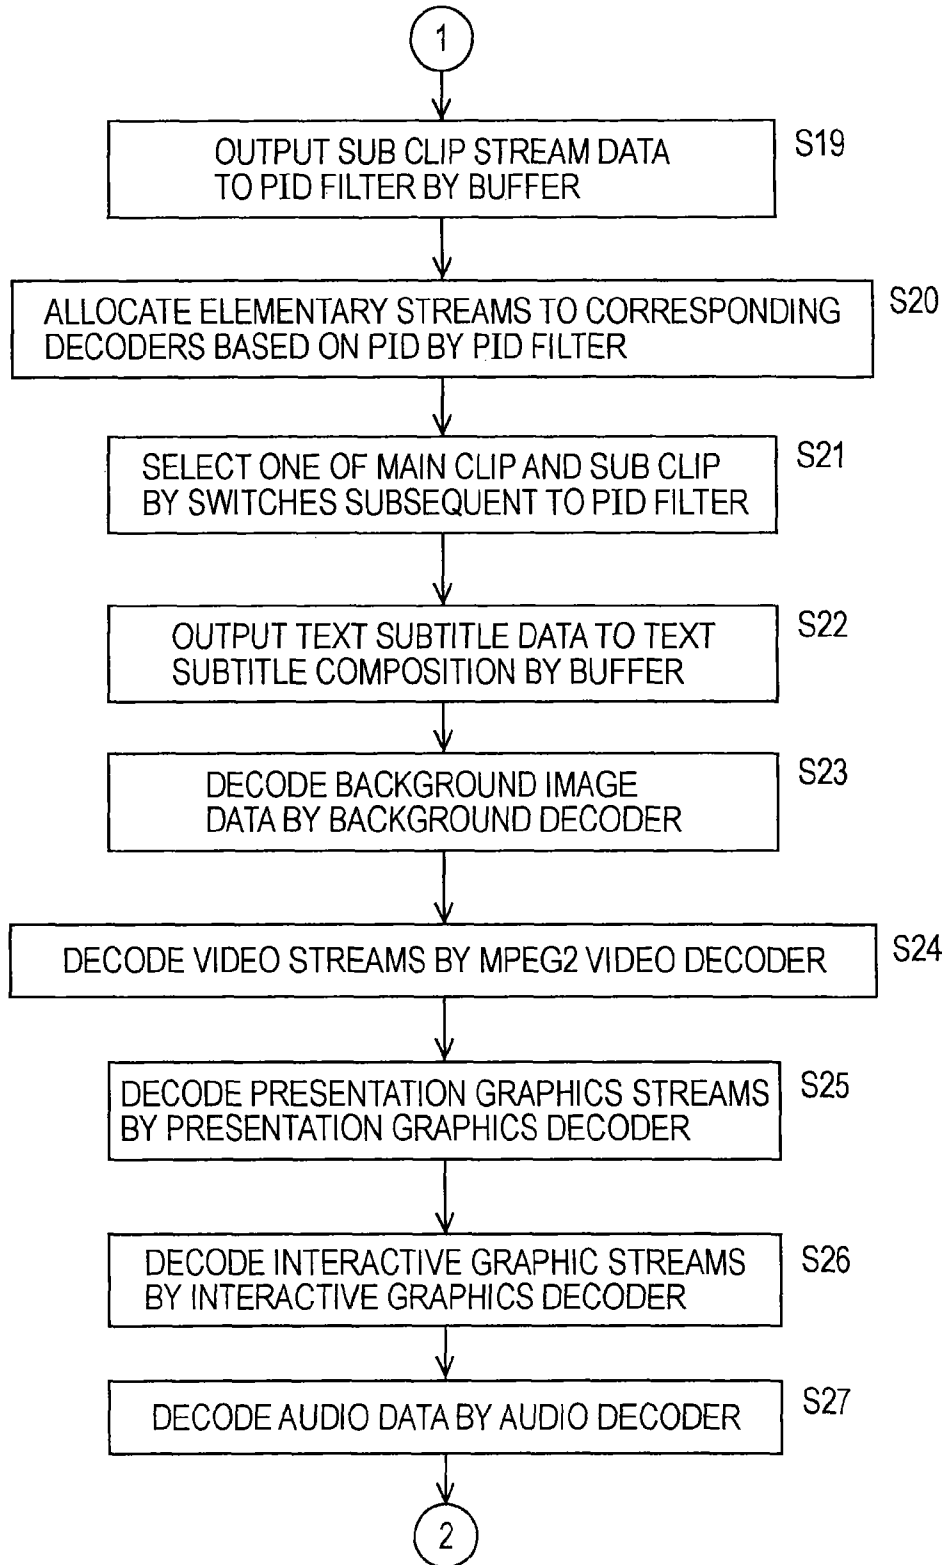 1
OUTPUT SUB CLIP STREAM DATA
TO PID FILTER BY BUFFER
S19
ALLOCATE ELEMENTARY STREAMS TO CORRESPONDING
DECODERS BASED ON PID BY PID FILTER
S20
SELECT ONE OF MAIN CLIP AND SUB CLIP
BY SWITCHES SUBSEQUENT TO PID FILTER
S21
OUTPUT TEXT SUBTITLE DATA TO TEXT
SUBTITLE COMPOSITION BY BUFFER
S22
DECODE BACKGROUND IMAGE
DATA BY BACKGROUND DECODER
S23
DECODE VIDEO STREAMS BY MPEG2 VIDEO DECODER
S24
DECODE PRESENTATION GRAPHICS STREAMS
BY PRESENTATION GRAPHICS DECODER
S25
DECODE INTERACTIVE GRAPHIC STREAMS
BY INTERACTIVE GRAPHICS DECODER
S26
DECODE AUDIO DATA BY AUDIO DECODER
S27
2